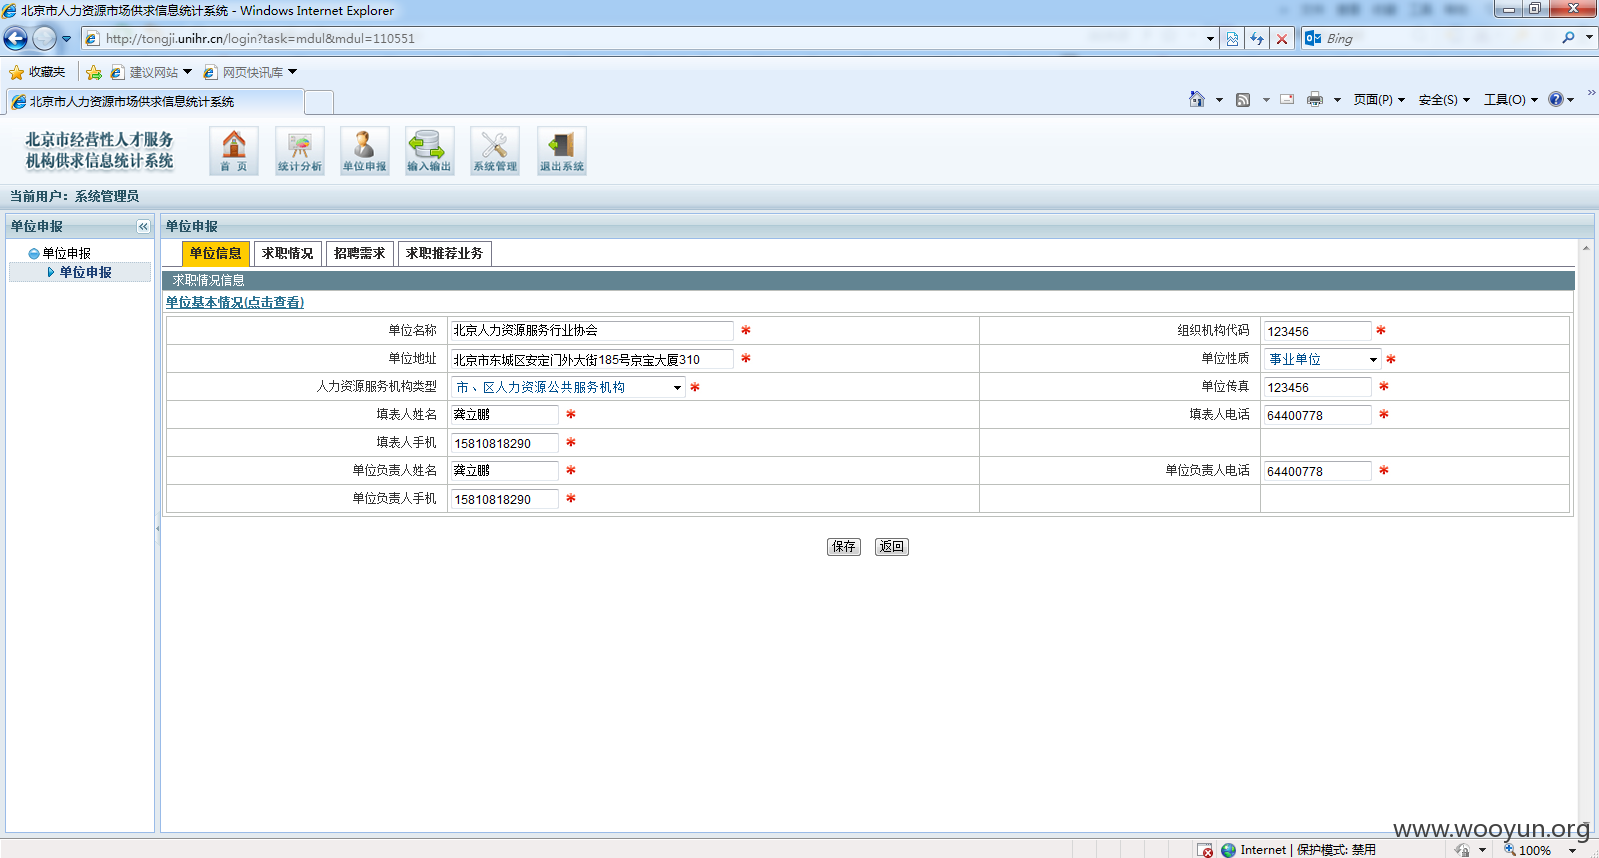 北京市人力资源市场供求信息统计系统 - Windows Internet Explorer
http://tongji.unihr.cn/login?task=mdul&mdul=110551
Bing
收藏夹 建议网站 网页快讯库
北京市人力资源市场供求信息统计系统
页面(P) 安全(S) 工具(O)
北京市经营性人才服务
机构供求信息统计系统
首 页 统计分析 单位申报 输入输出 系统管理 退出系统
当前用户：系统管理员
单位申报
单位申报
单位申报
单位申报
单位信息 求职情况 招聘需求 求职推荐业务
求职情况信息
单位基本情况(点击查看)
单位名称 北京人力资源服务行业协会 * 组织机构代码 123456 *
单位地址 北京市东城区安定门外大街185号京宝大厦310 * 单位性质 事业单位 *
人力资源服务机构类型 市、区人力资源公共服务机构 * 单位传真 123456 *
填表人姓名 龚立鹏 * 填表人电话 64400778 *
填表人手机 15810818290 *
单位负责人姓名 龚立鹏 * 单位负责人电话 64400778 *
单位负责人手机 15810818290 *
保存 返回
www.wooyun.org
Internet | 保护模式: 禁用 100%